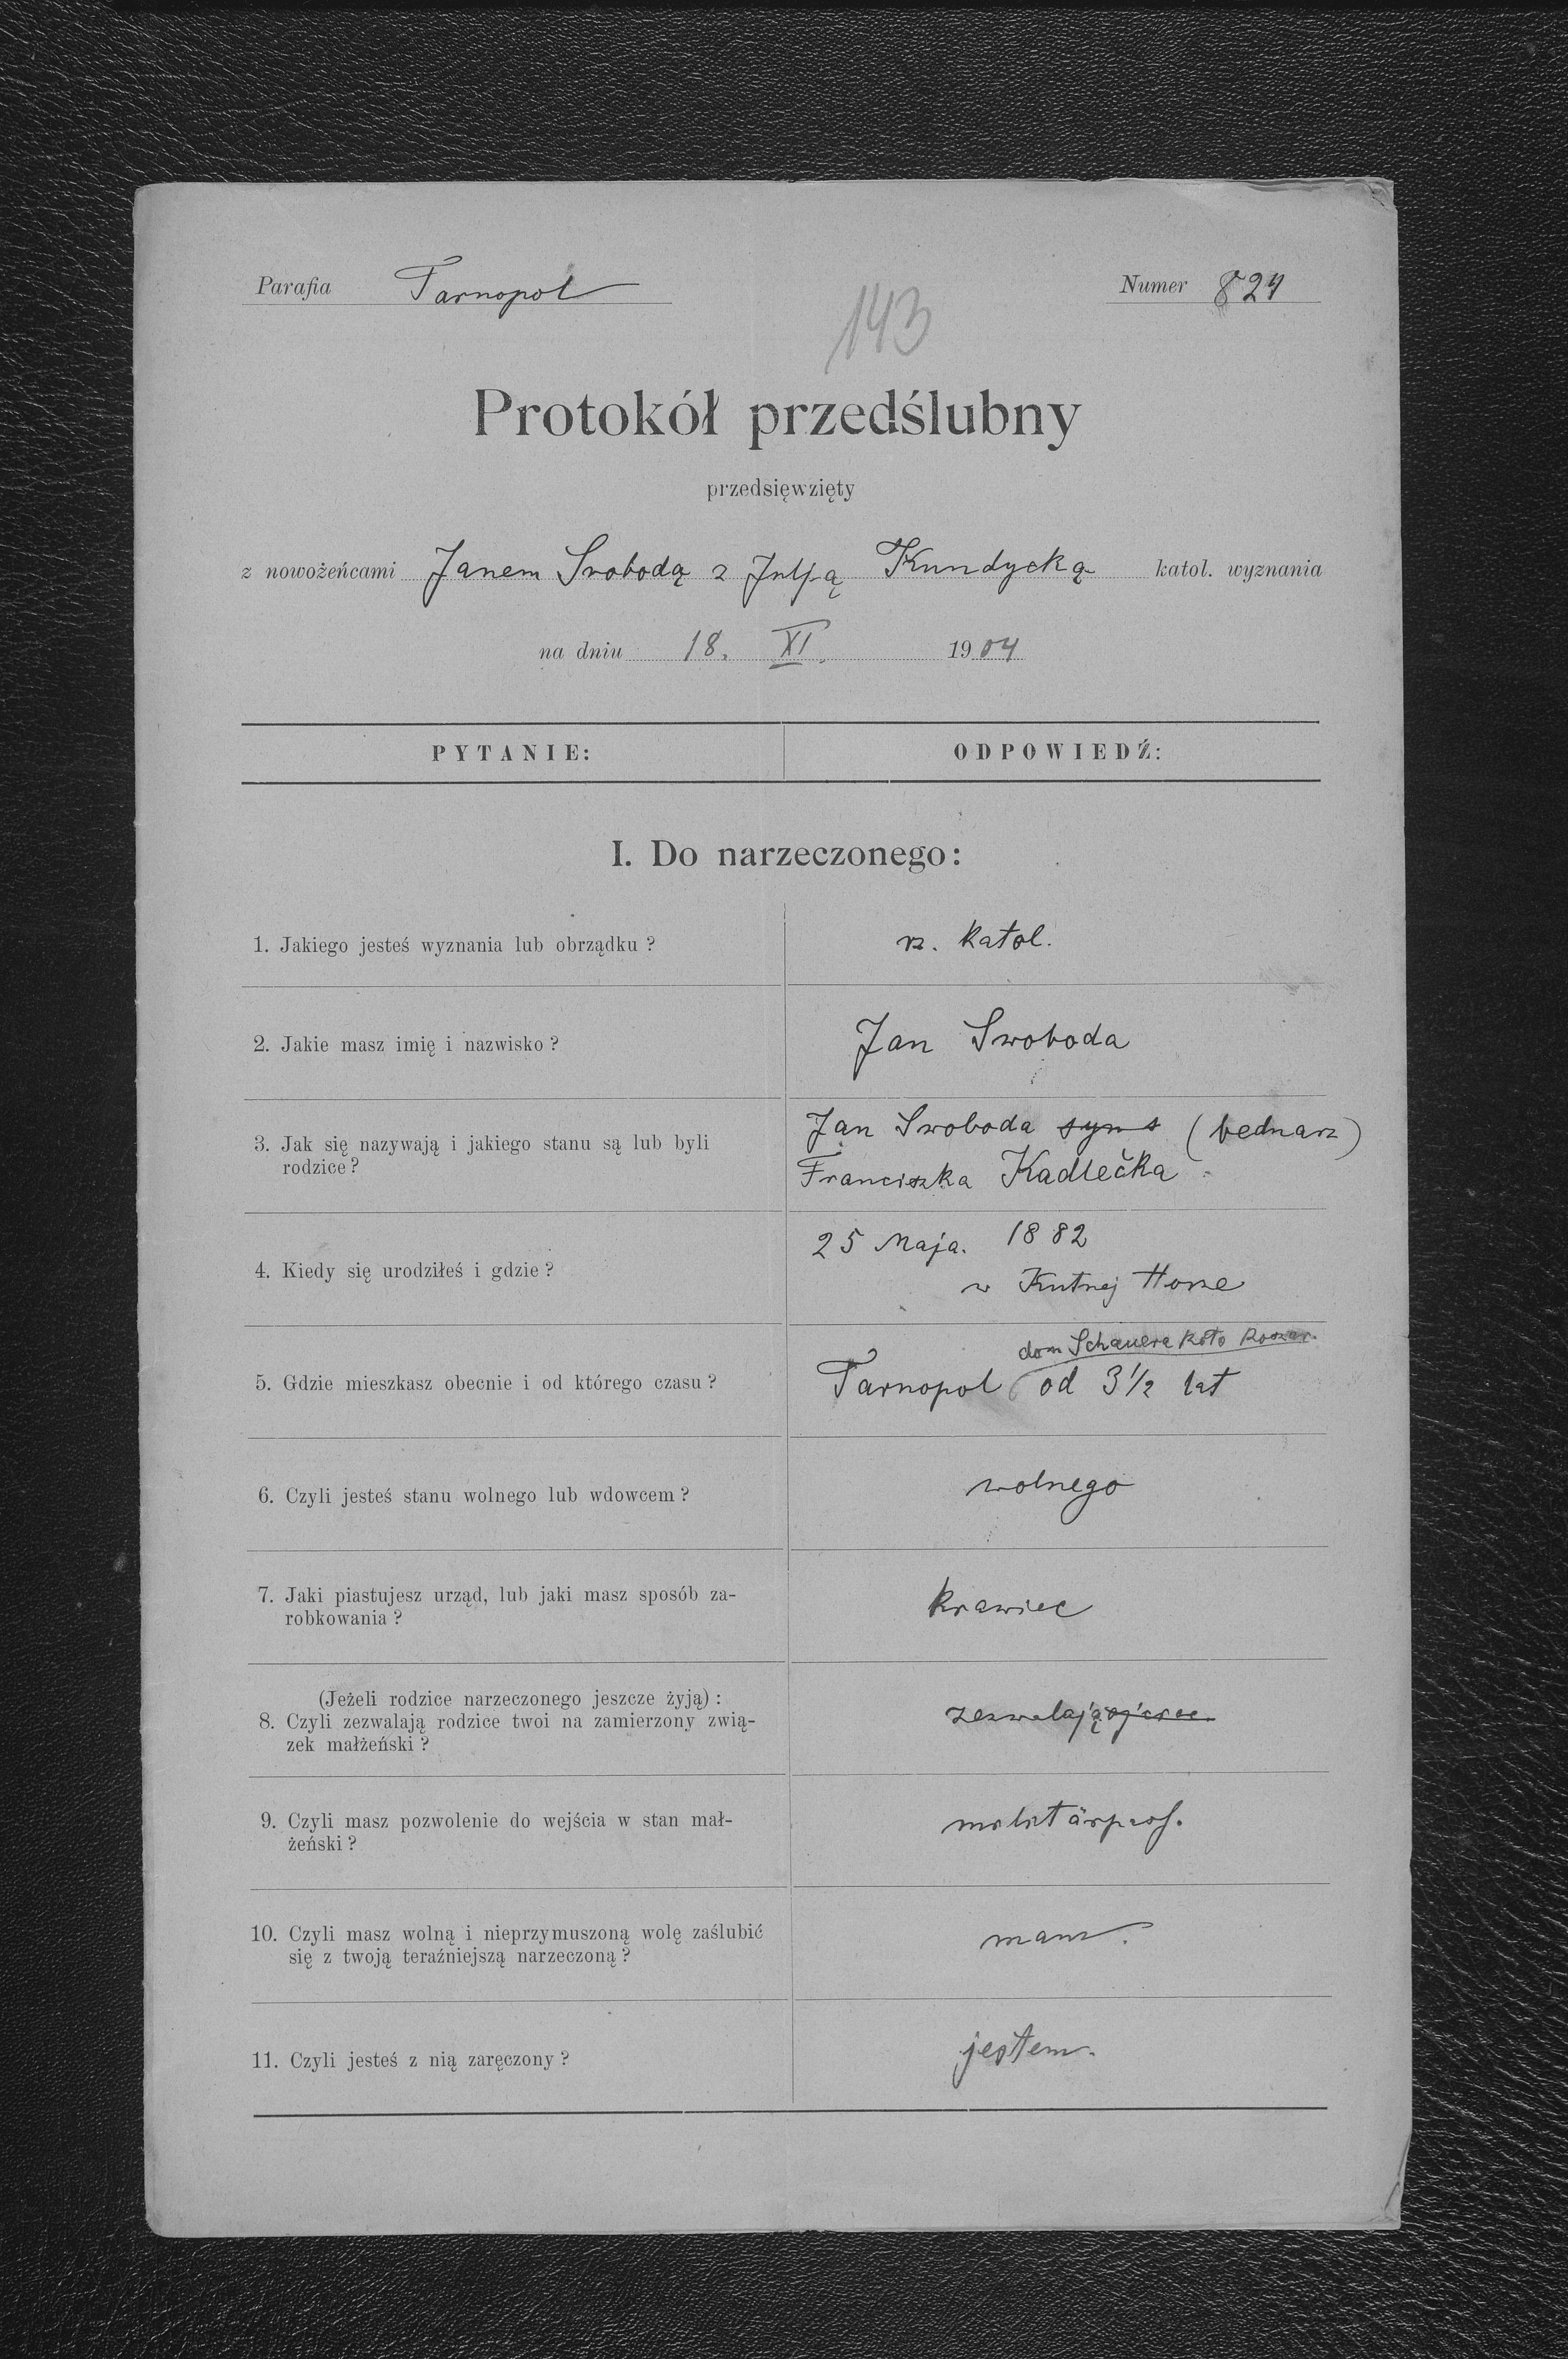 Parafia Tarnopol
Numer 824
143
Protokół przedślubny
przedsięwzięty
z nowożeńcami Janem Swobodą z Julją Kundycką katol. wyznania
na dniu 18. XI. 1904
PYTANIE:
ODPOWIEDŹ:
I. Do narzeczonego:
1. Jakiego jesteś wyznania lub obrządku?
rz. katol.
2. Jakie masz imię i nazwisko?
Jan Swoboda
3. Jak się nazywają i jakiego stanu są lub byli
rodzice?
Jan Swoboda (bednarz)
Franciszka Kadlečka
4. Kiedy się urodziłeś i gdzie?
25 Maja. 1882
w Kutnej Horze
5. Gdzie mieszkasz obecnie i od którego czasu?
dom Schauera koło koszar.
Tarnopol od 3½ lat
6. Czyli jesteś stanu wolnego lub wdowcem?
wolnego
7. Jaki piastujesz urząd, lub jaki masz sposób za-
robkowania?
krawiec
(Jeżeli rodzice narzeczonego jeszcze żyją):
8. Czyli zezwalają rodzice twoi na zamierzony zwią-
zek małżeński?
zezwalają
9. Czyli masz pozwolenie do wejścia w stan mał-
żeński?
10. Czyli masz wolną i nieprzymuszoną wolę zaślubić
się z twoją teraźniejszą narzeczoną?
mam.
11. Czyli jesteś z nią zaręczony?
jestem.